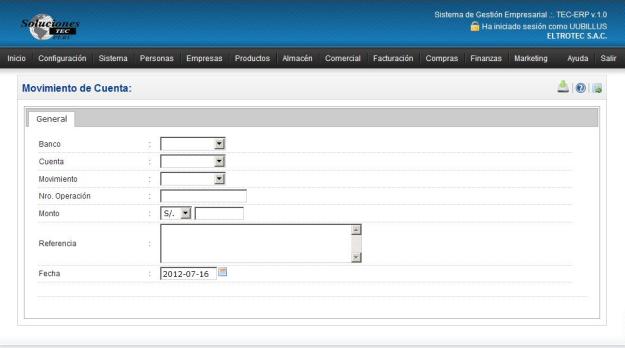 Soluciones
TEC
PERU
Sistema de Gestión Empresarial .:. TEC-ERP v.1.0
Ha iniciado sesión como UUBILLUS
ELTROTEC S.A.C.
Inicio Configuración Sistema Personas Empresas Productos Almacén Comercial Facturación Compras Finanzas Marketing Ayuda Salir
Movimiento de Cuenta:
General
Banco :
Cuenta :
Movimiento :
Nro. Operación :
Monto : S/.
Referencia :
Fecha : 2012-07-16